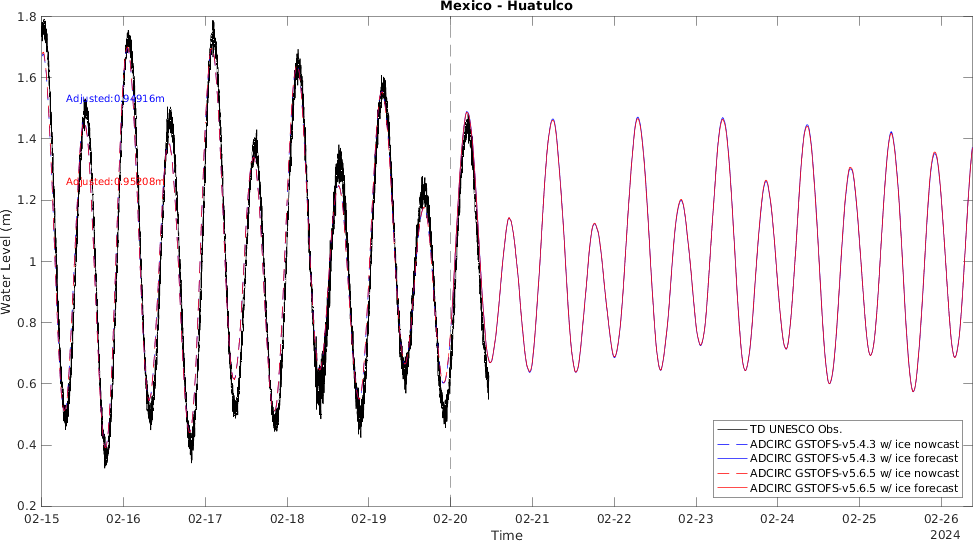 Mexico - Huatulco
1.8
1.6
1.4
1.2
1
0.8
0.6
0.4
0.2
Water Level (m)
Adjusted:0.94916m
Adjusted:0.95208m
TD UNESCO Obs.
ADCIRC GSTOFS-v5.4.3 w/ ice nowcast
ADCIRC GSTOFS-v5.4.3 w/ ice forecast
ADCIRC GSTOFS-v5.6.5 w/ ice nowcast
ADCIRC GSTOFS-v5.6.5 w/ ice forecast
02-15 02-16 02-17 02-18 02-19 02-20 02-21 02-22 02-23 02-24 02-25 02-26
Time
2024